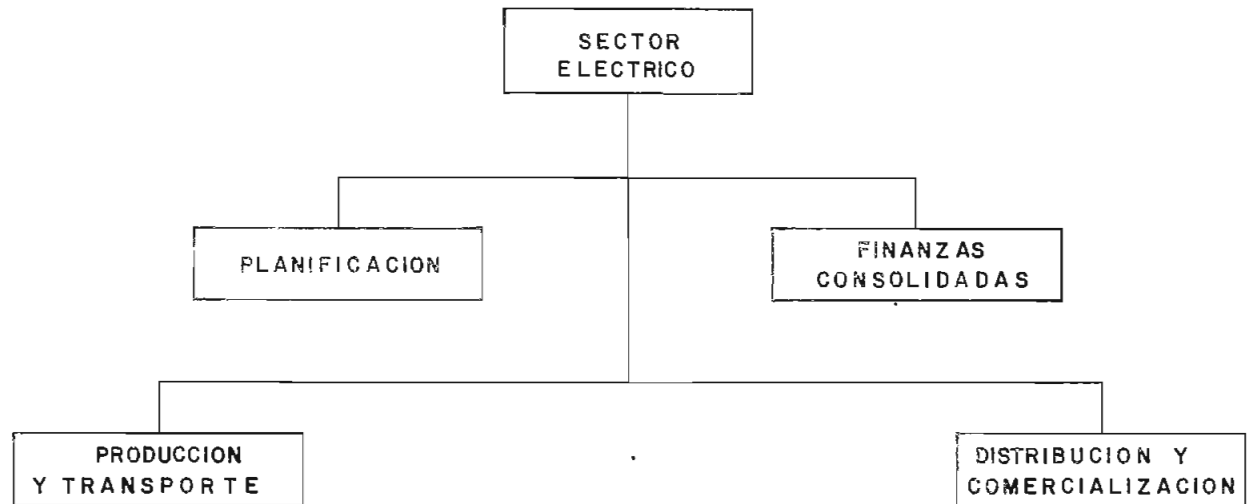 SECTOR
ELECTRICO
PLANIFICACION
FINANZAS
CONSOLIDADAS
PRODUCCION
Y TRANSPORTE
DISTRIBUCION Y
COMERCIALIZACION